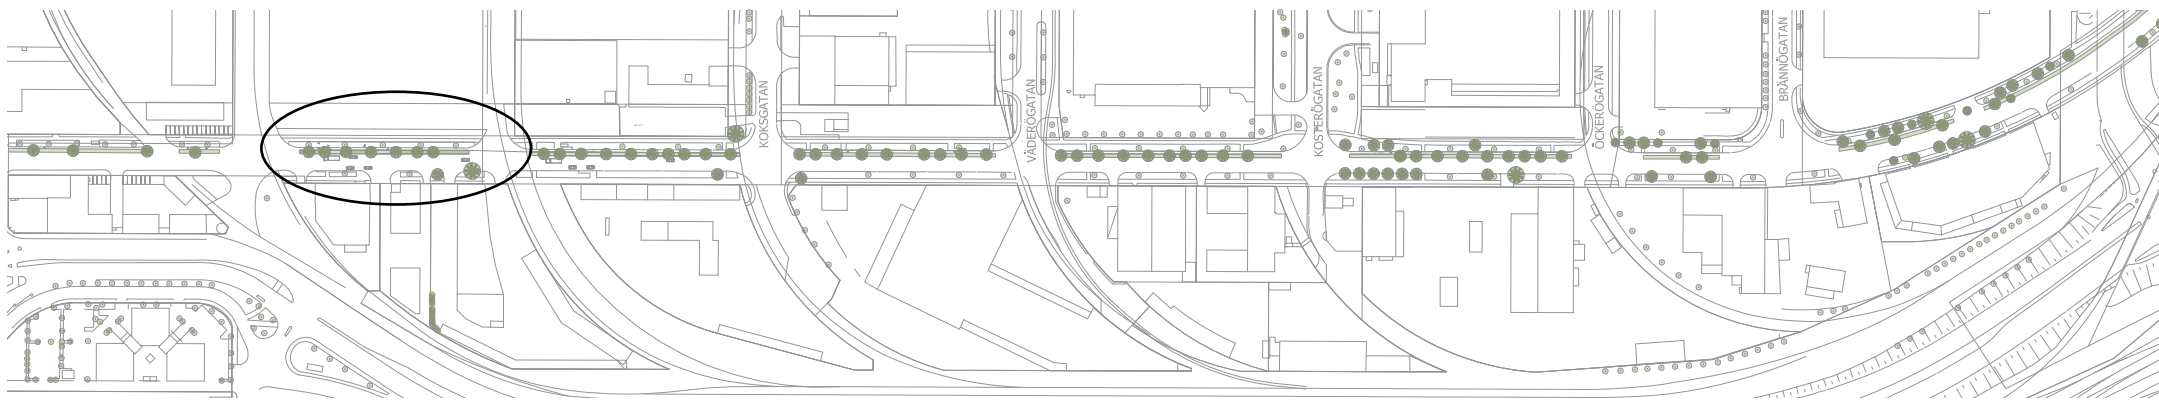 KOKSGATAN
VÄDERÖGATAN
KOSTERÖGATAN
ÖCKERÖGATAN
BRÄNNÖGATAN